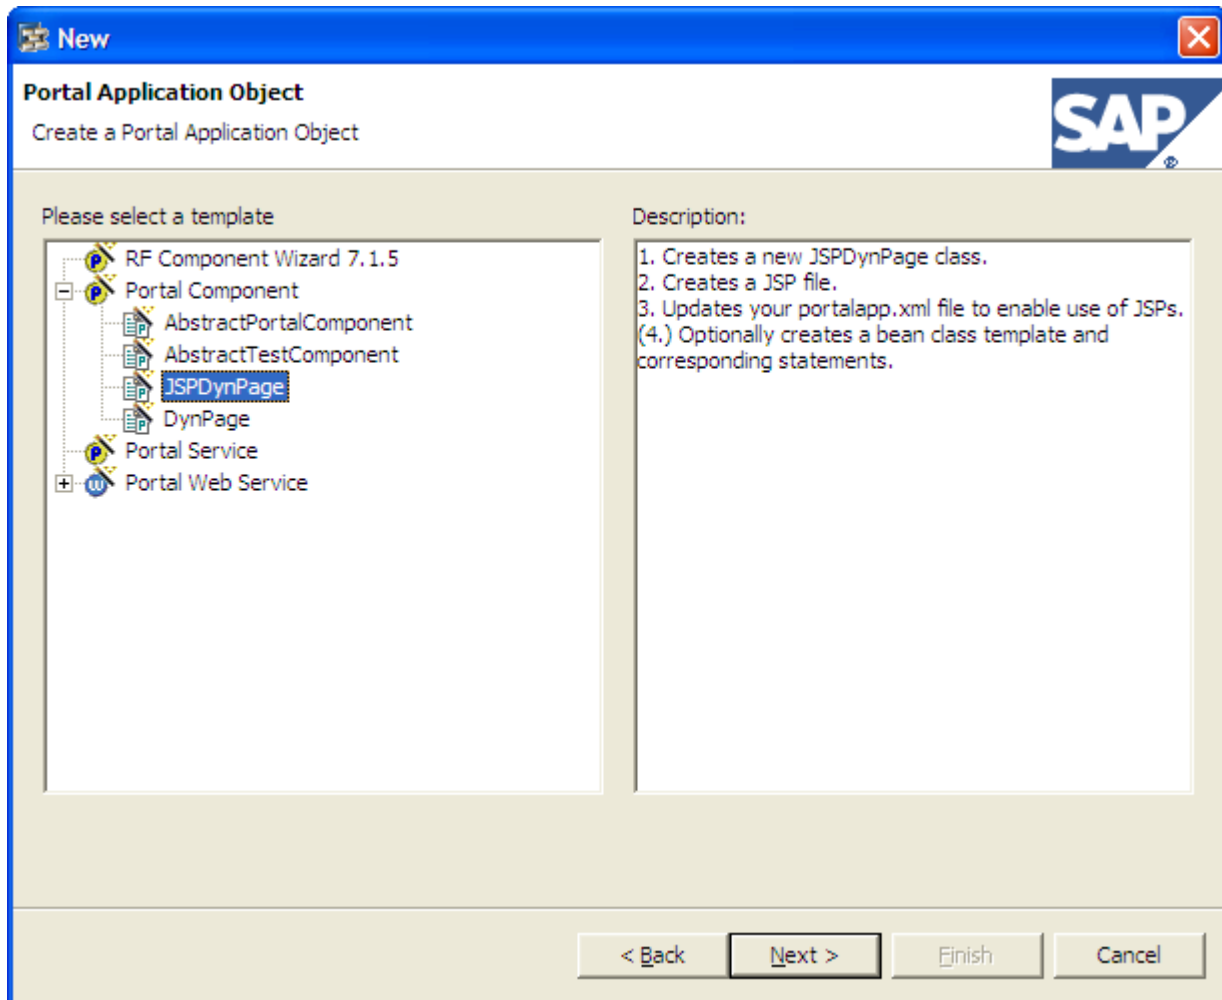 New
Portal Application Object
Create a Portal Application Object
SAP
®
Please select a template
Description:
RF Component Wizard 7.1.5
Portal Component
AbstractPortalComponent
AbstractTestComponent
JSPDynPage
DynPage
Portal Service
Portal Web Service
1. Creates a new JSPDynPage class.
2. Creates a JSP file.
3. Updates your portalapp.xml file to enable use of JSPs.
(4.) Optionally creates a bean class template and
corresponding statements.
< Back
Next >
Finish
Cancel